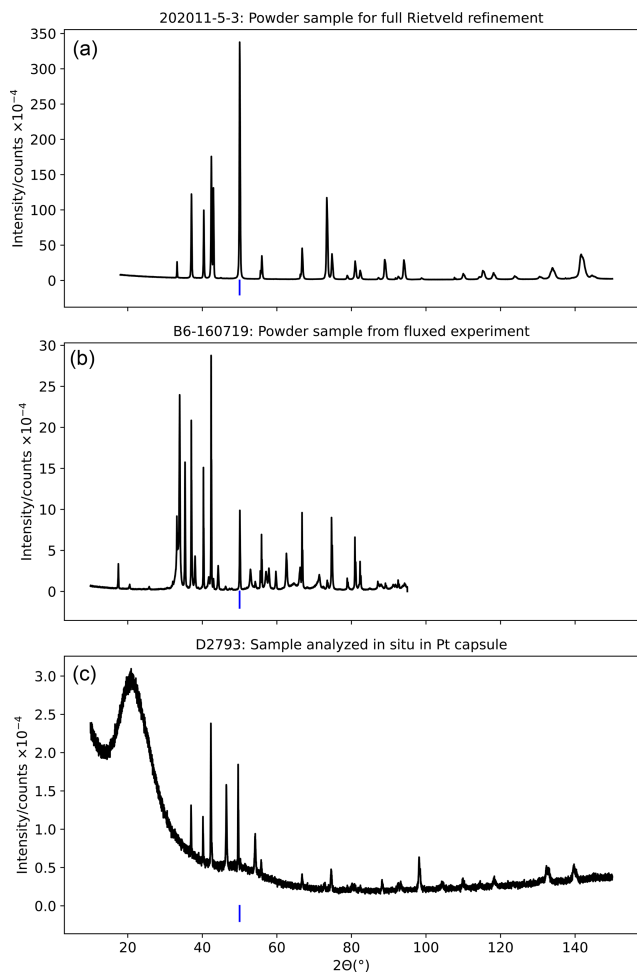 202011-5-3: Powder sample for full Rietveld refinement
(a)
Intensity/counts ×10⁻⁴
350
300
250
200
150
100
50
0
B6-160719: Powder sample from fluxed experiment
(b)
Intensity/counts ×10⁻⁴
30
25
20
15
10
5
0
D2793: Sample analyzed in situ in Pt capsule
(c)
Intensity/counts ×10⁻⁴
3.0
2.5
2.0
1.5
1.0
0.5
0.0
20 40 60 80 100 120 140
2Θ(°)